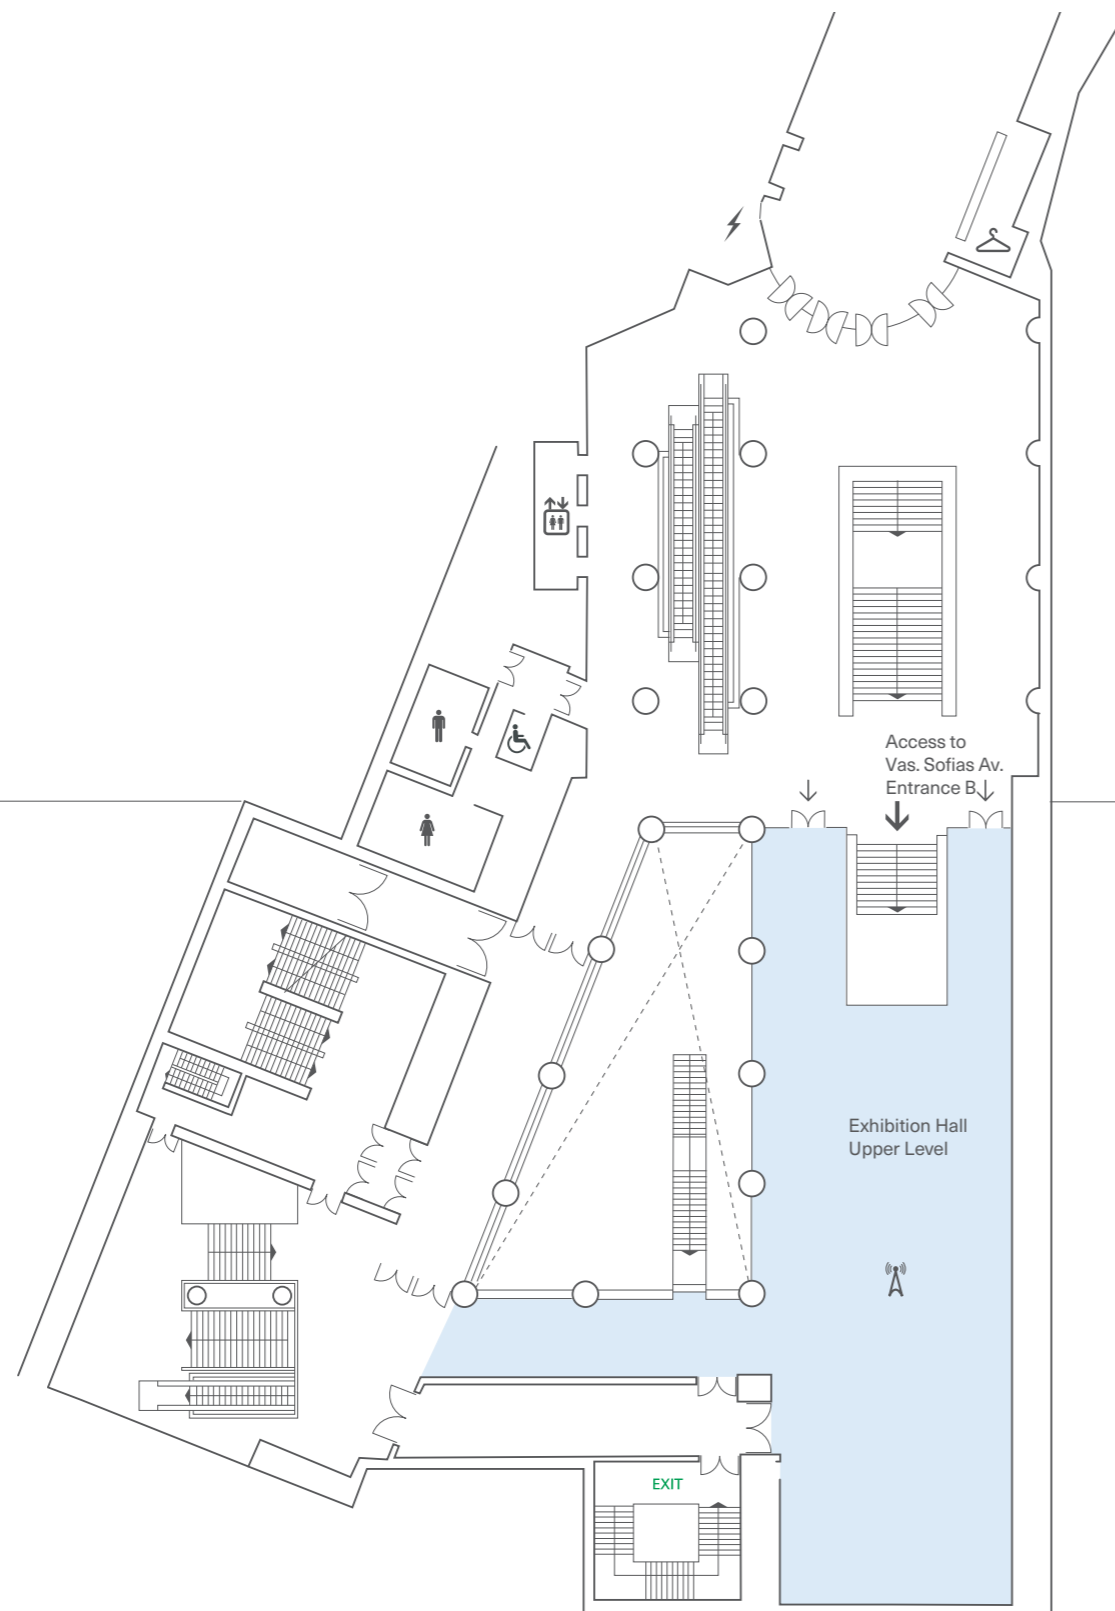 Access to
Vas. Sofias Av.
Entrance B
Exhibition Hall
Upper Level
EXIT